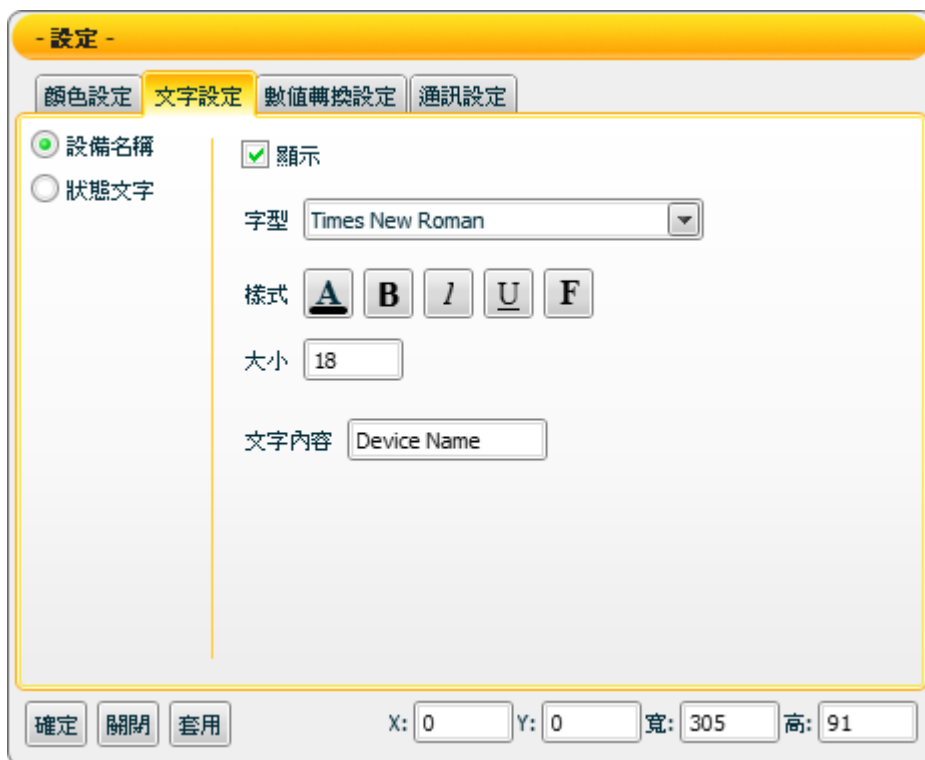 - 設定 -
顏色設定 文字設定 數值轉換設定 通訊設定
設備名稱
狀態文字
顯示
字型 Times New Roman
樣式 A B I U F
大小 18
文字內容 Device Name
確定 關閉 套用 X: 0 Y: 0 寬: 305 高: 91